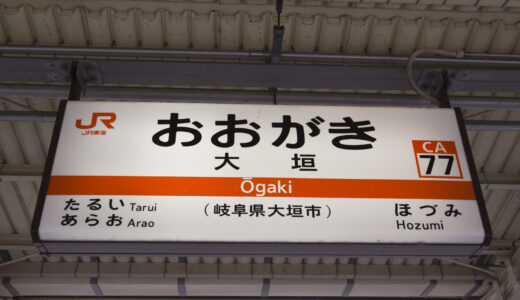 JR
JR東海
おおがき
大垣
CA
77
Ōgaki
たるい Tarui
あらお Arao
（岐阜県大垣市）
ほづみ
Hozumi